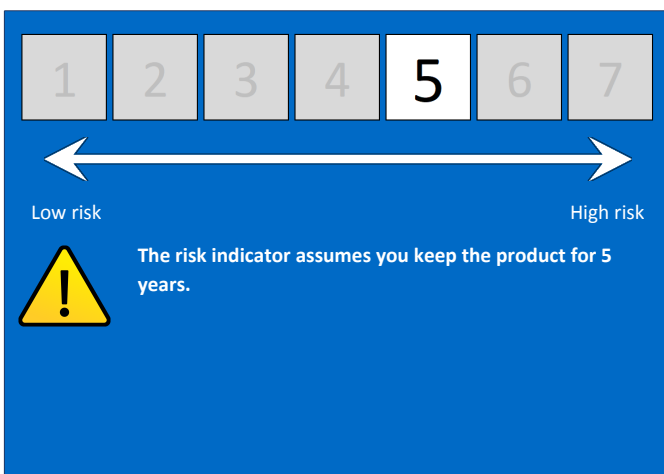 1 2 3 4 5 6 7
Low risk High risk
The risk indicator assumes you keep the product for 5
years.